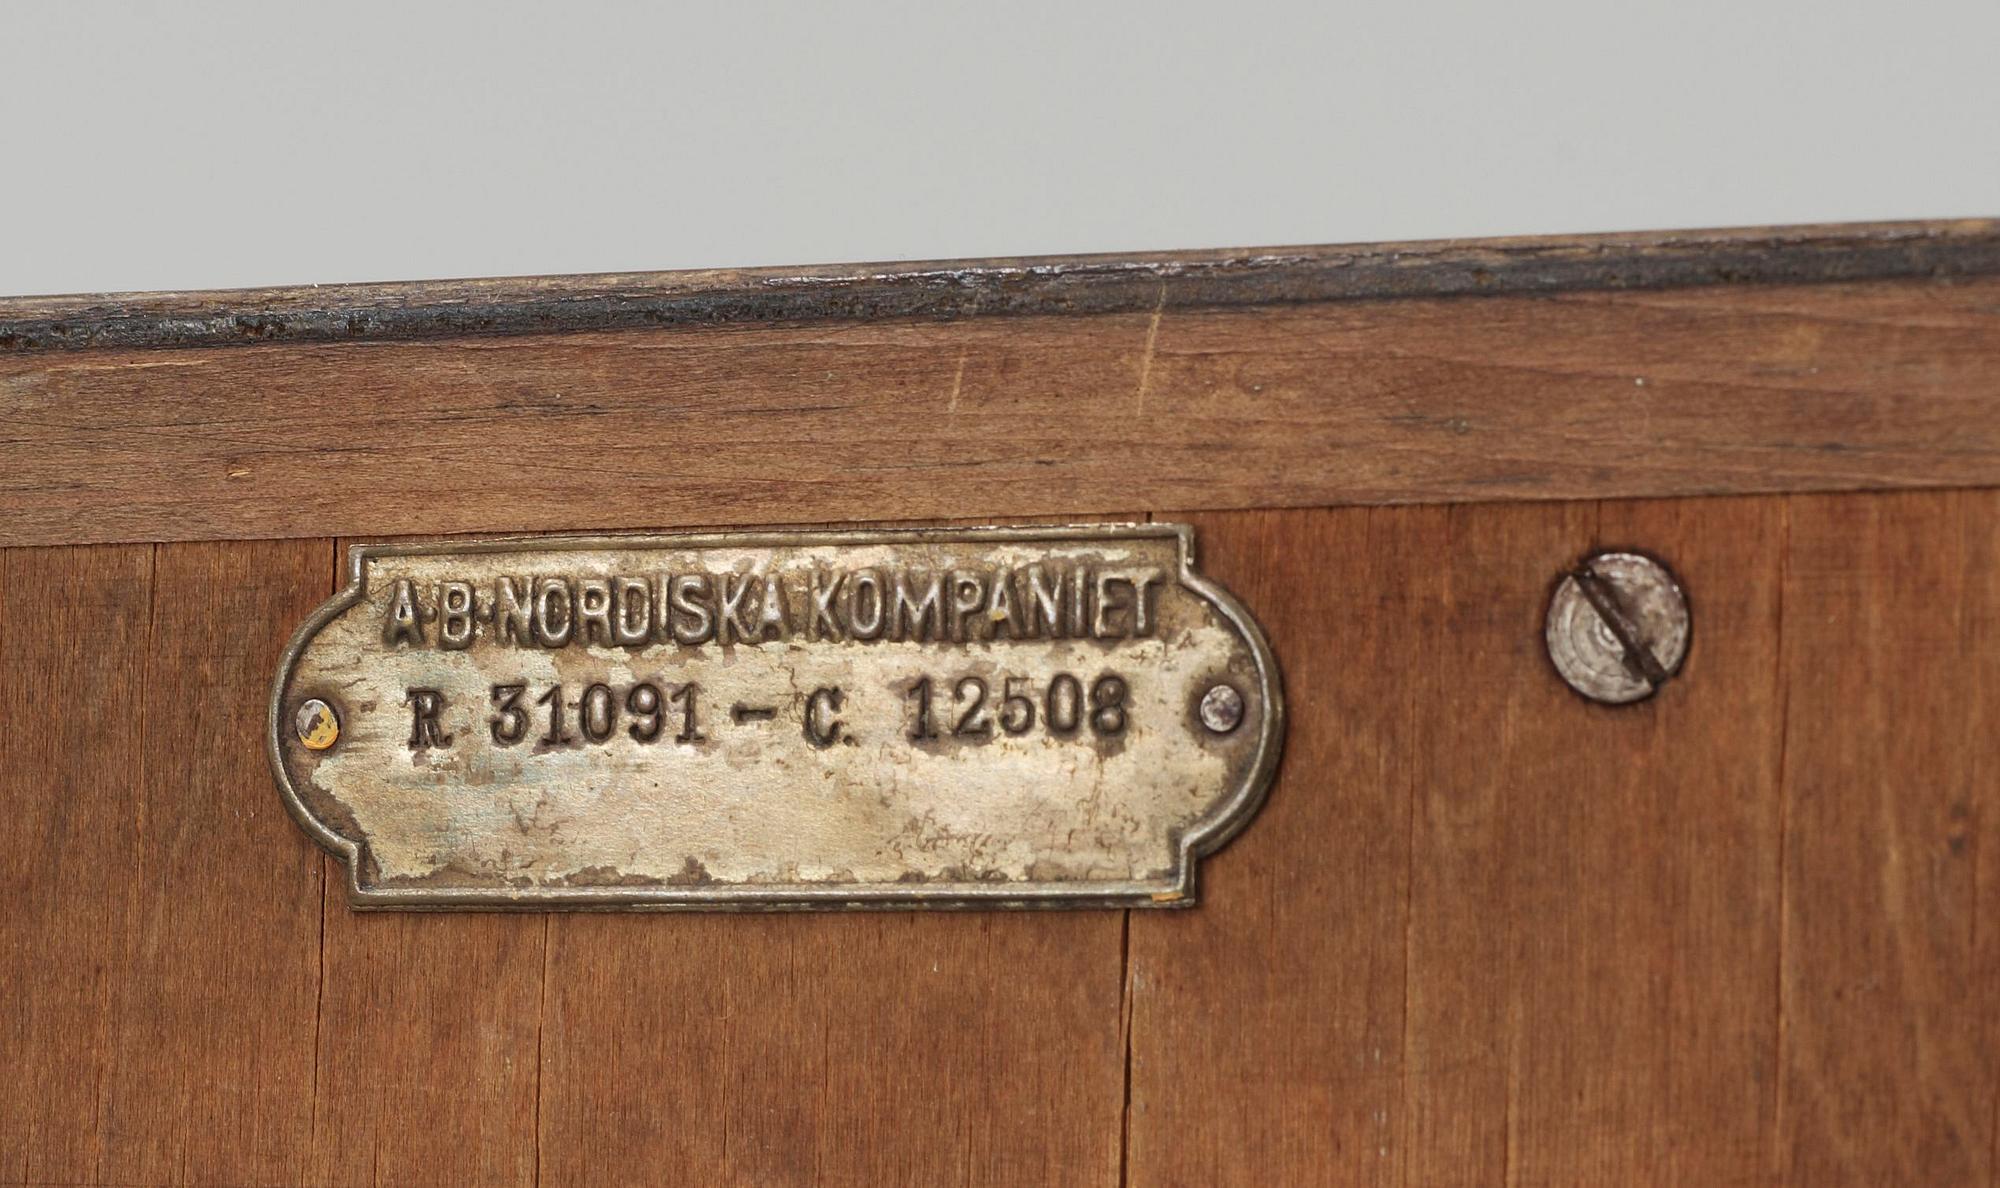 A·B·NORDISKA KOMPANIET
R. 31091 - C. 12508